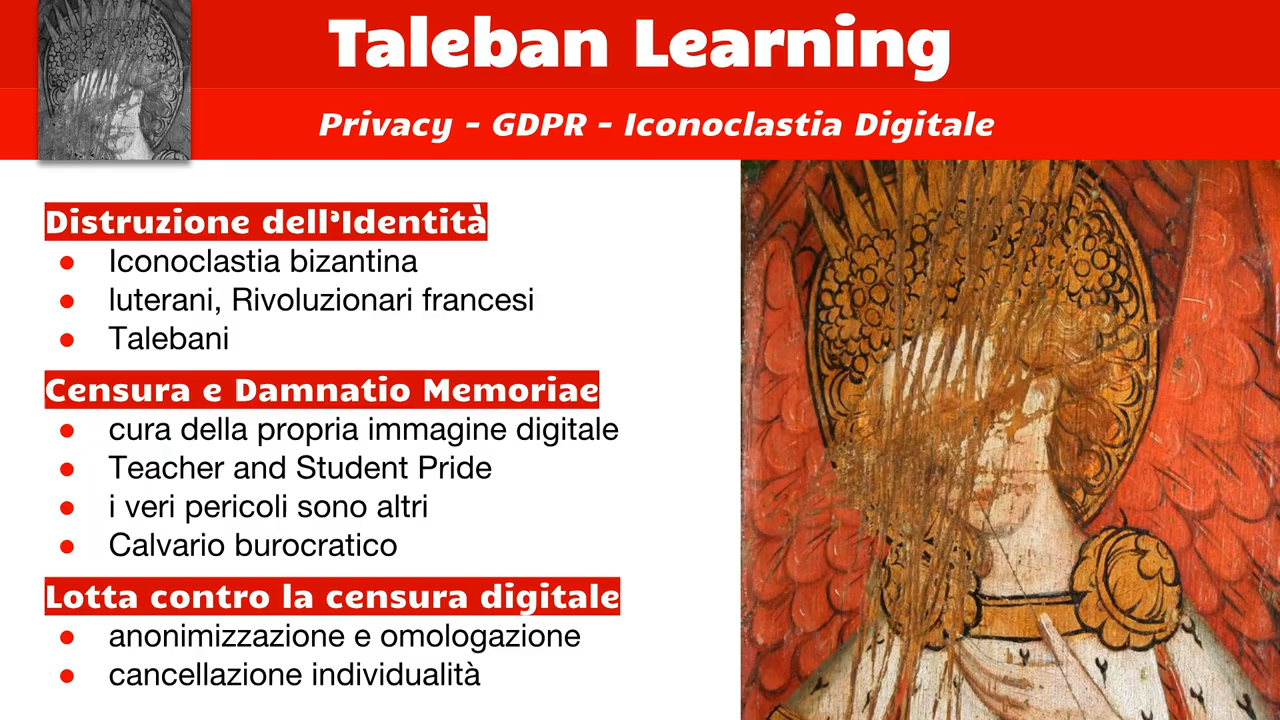 Taleban Learning
Privacy - GDPR - Iconoclastia Digitale
Distruzione dell'Identità
Iconoclastia bizantina
luterani, Rivoluzionari francesi
Talebani
Censura e Damnatio Memoriae
cura della propria immagine digitale
Teacher and Student Pride
i veri pericoli sono altri
Calvario burocratico
Lotta contro la censura digitale
anonimizzazione e omologazione
cancellazione individualità